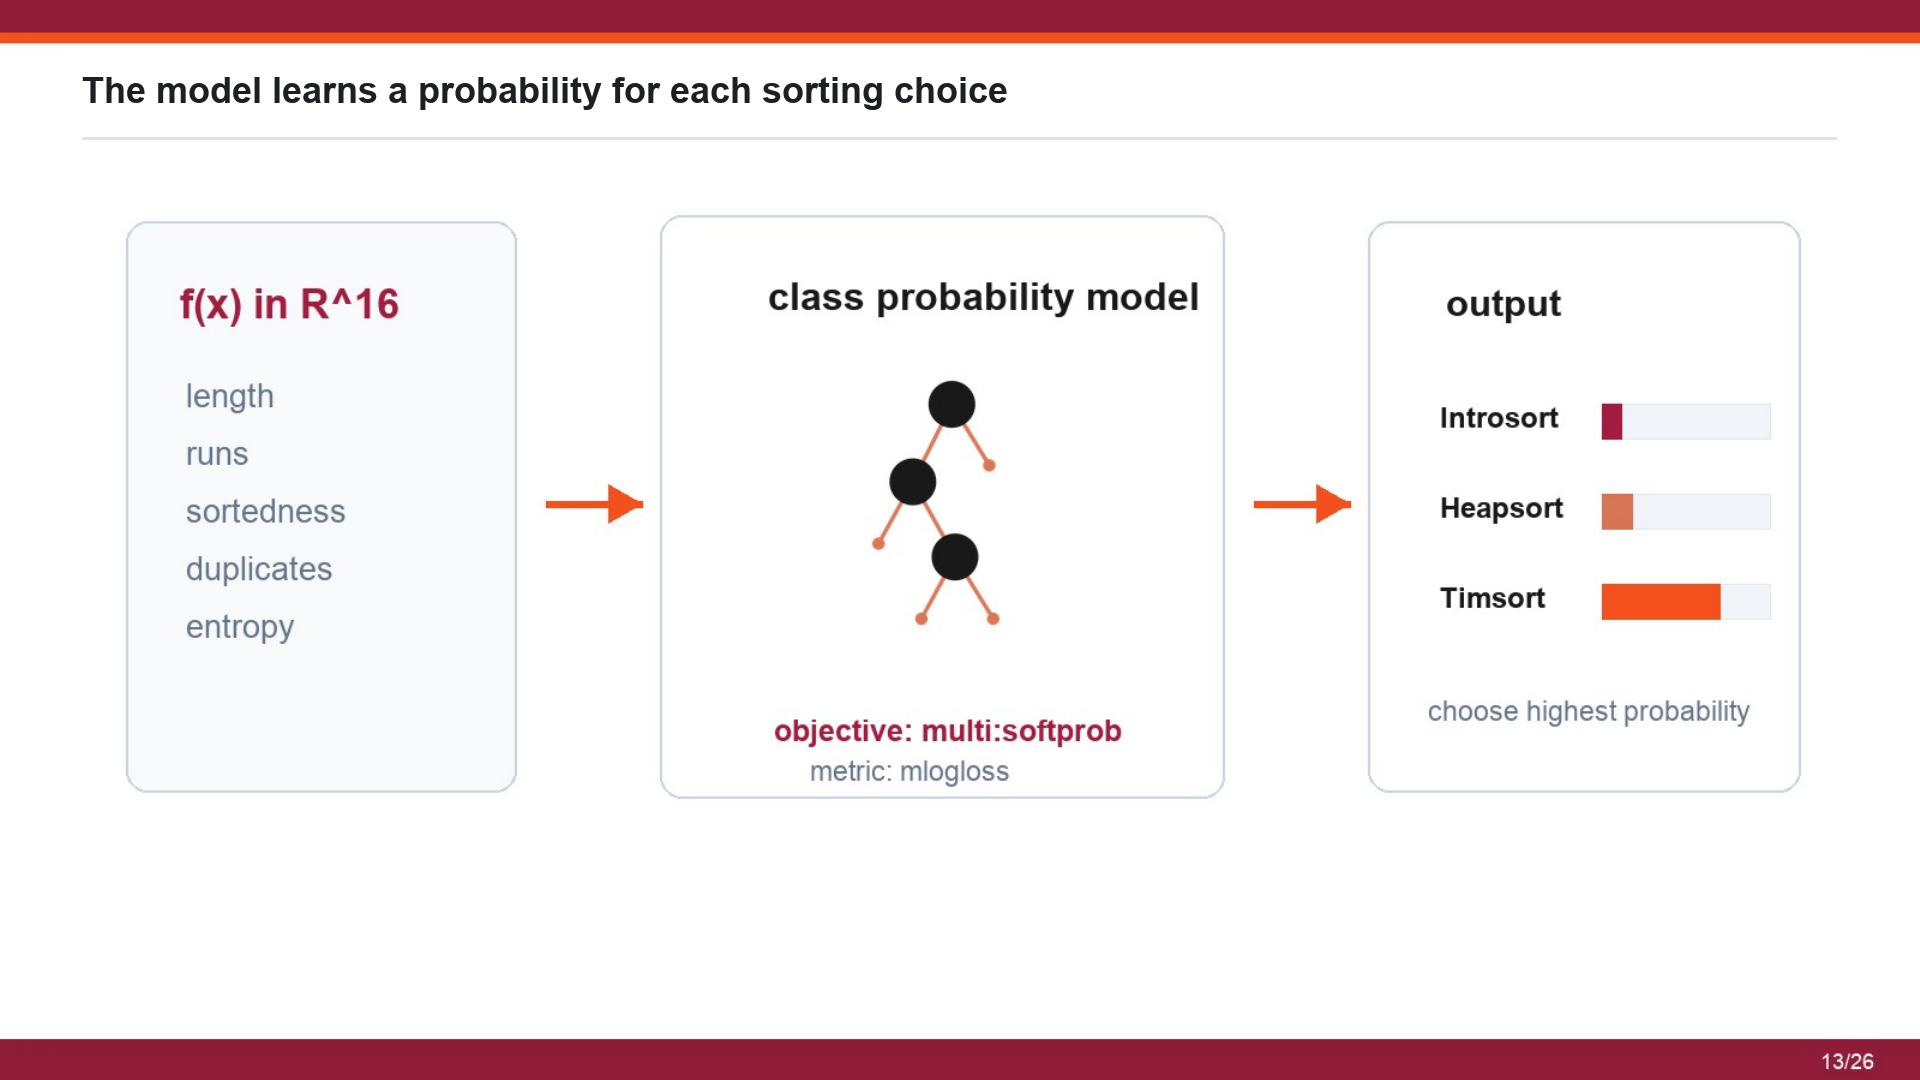 The model learns a probability for each sorting choice
f(x) in R^16
length
runs
sortedness
duplicates
entropy
class probability model
objective: multi:softprob
metric: mlogloss
output
Introsort
Heapsort
Timsort
choose highest probability
13/26